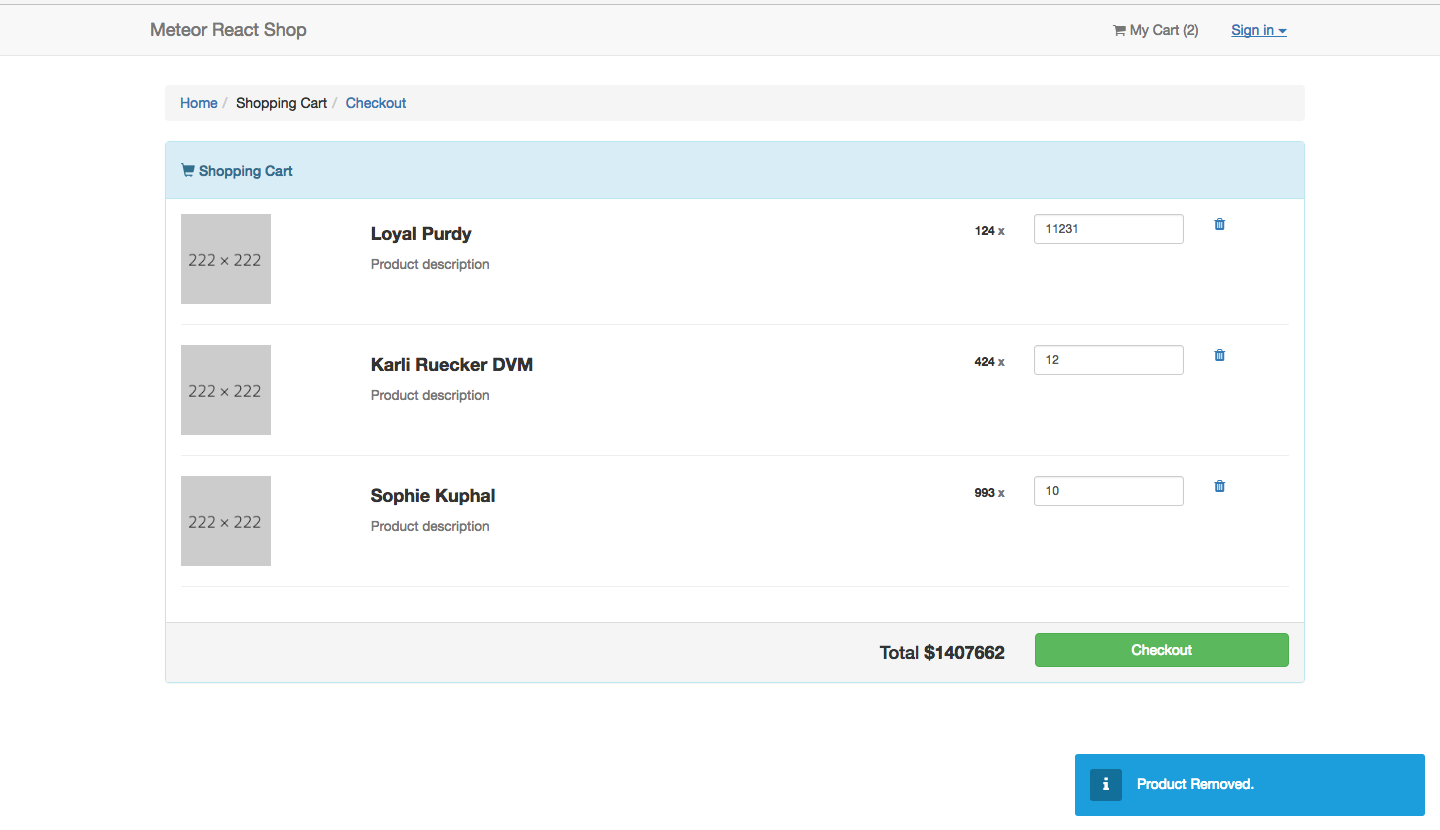 Meteor React Shop
My Cart (2)
Sign in
Home / Shopping Cart / Checkout
Shopping Cart
222 × 222
Loyal Purdy
Product description
124 x
11231
222 × 222
Karli Ruecker DVM
Product description
424 x
12
222 × 222
Sophie Kuphal
Product description
993 x
10
Total $1407662
Checkout
i
Product Removed.